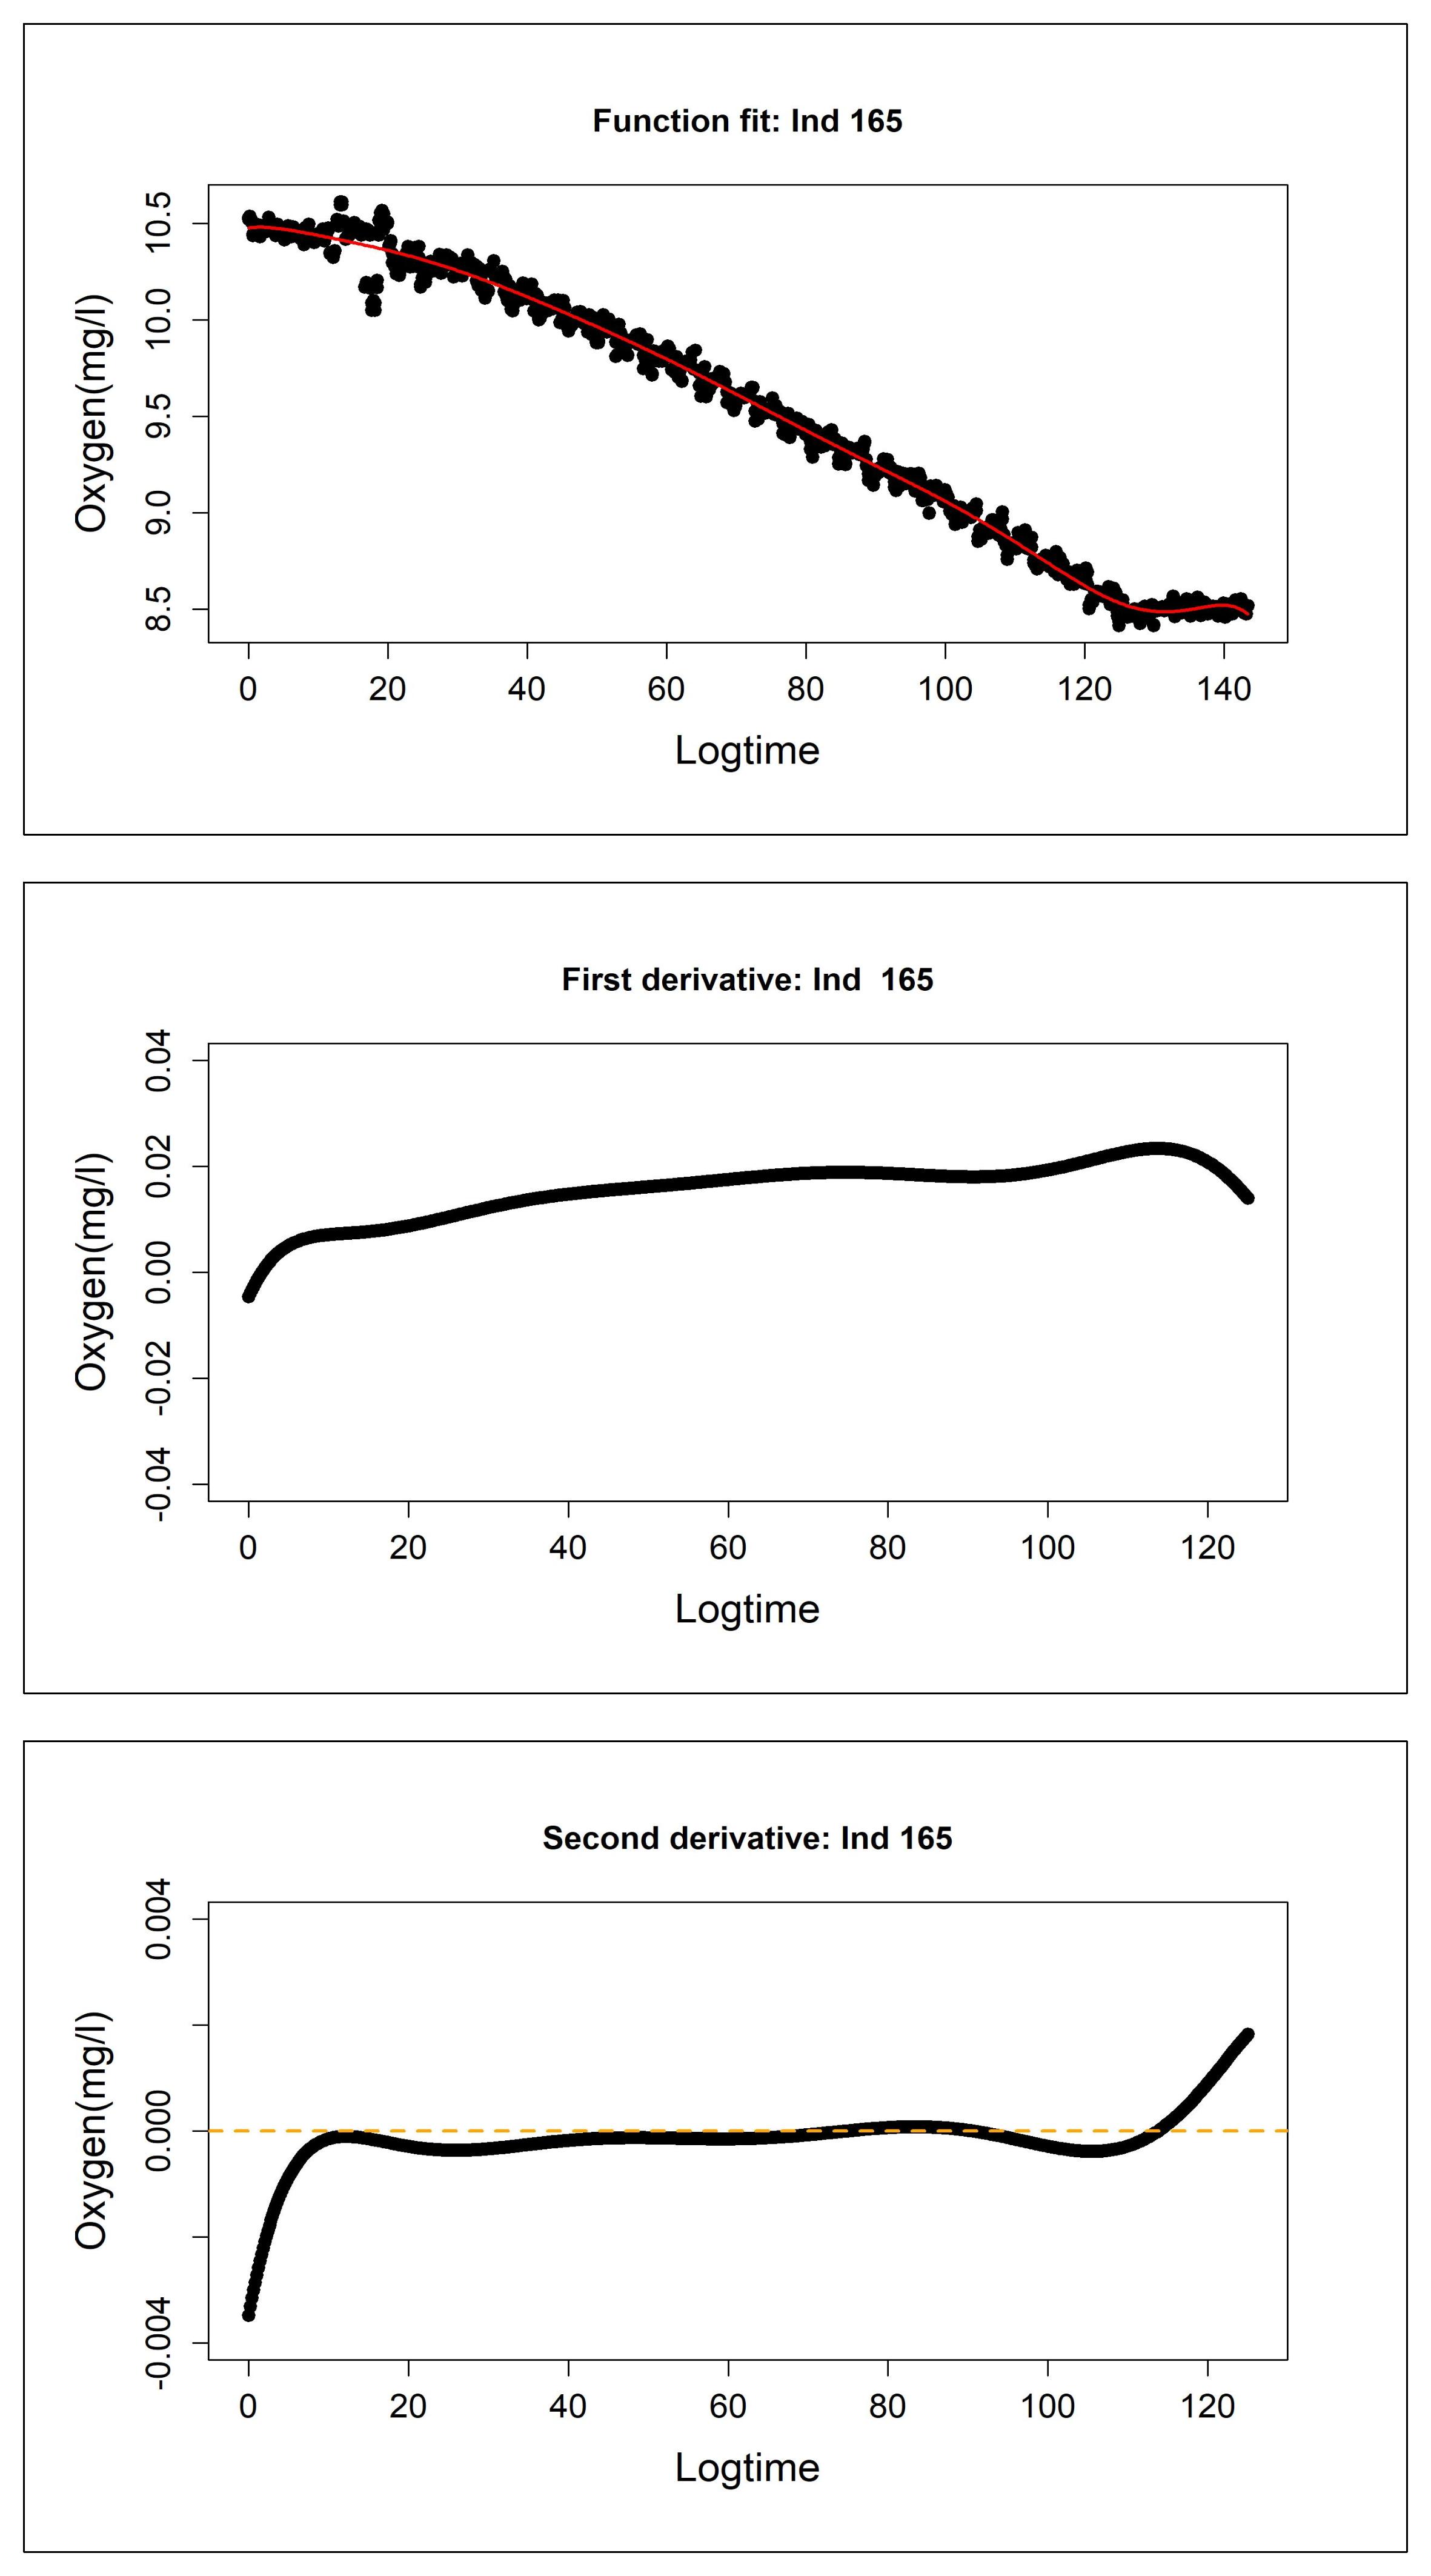 Function fit: Ind 165
Oxygen(mg/l)
10.5
10.0
9.5
9.0
8.5
0 20 40 60 80 100 120 140
Logtime
First derivative: Ind  165
Oxygen(mg/l)
0.04
0.02
0.00
-0.02
-0.04
0 20 40 60 80 100 120
Logtime
Second derivative: Ind 165
Oxygen(mg/l)
0.004
0.000
-0.004
0 20 40 60 80 100 120
Logtime